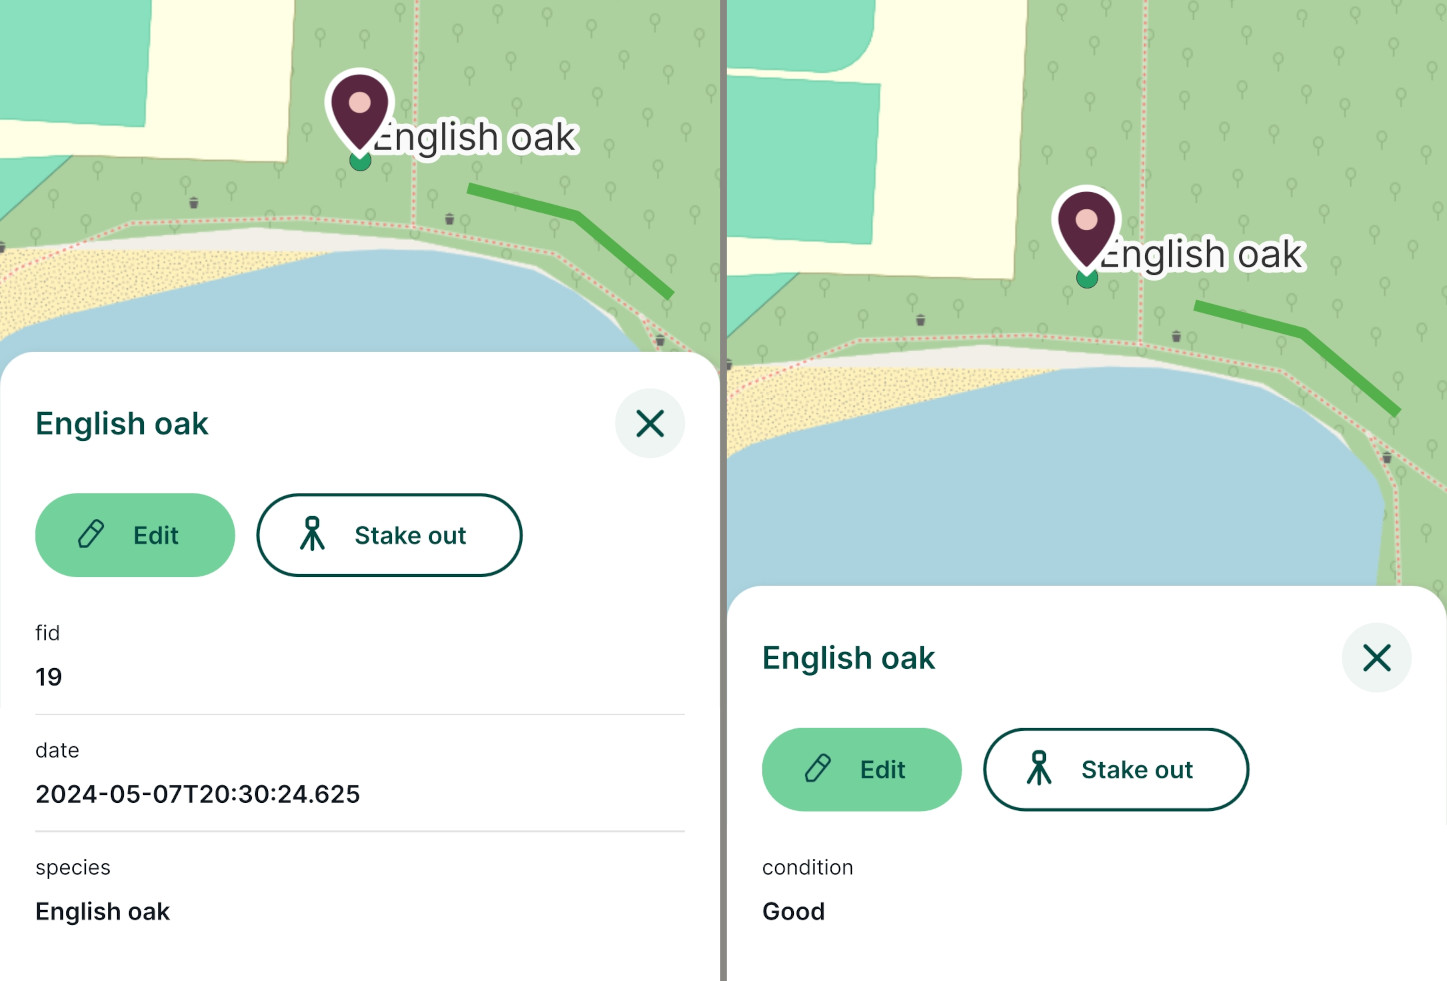 English oak
English oak
Edit
Stake out
fid
19
date
2024-05-07T20:30:24.625
species
English oak
English oak
English oak
Edit
Stake out
condition
Good